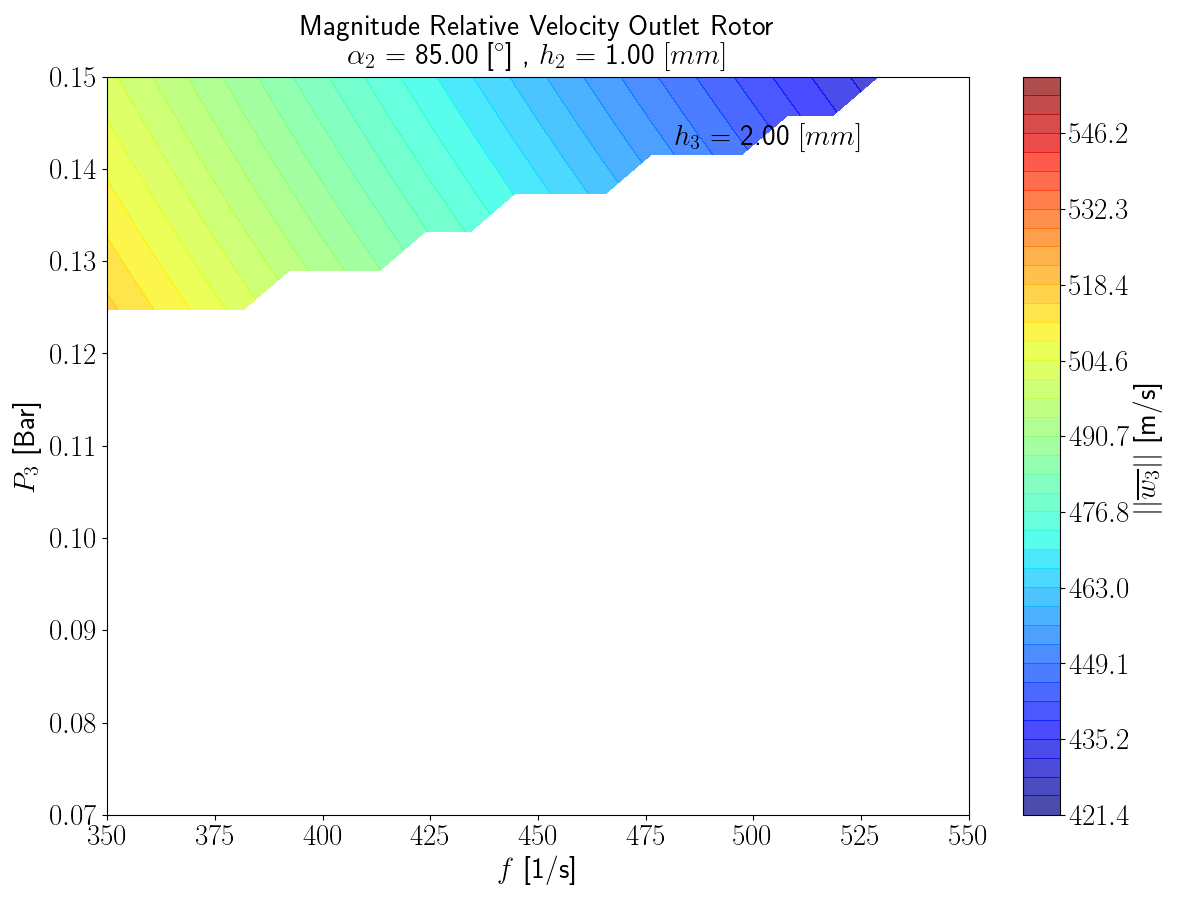 Magnitude Relative Velocity Outlet Rotor
α₂ = 85.00 [°] , h₂ = 1.00 [mm]
h₃ = 2.00 [mm]
0.15
0.14
0.13
0.12
0.11
0.10
0.09
0.08
0.07
P₃ [Bar]
350 375 400 425 450 475 500 525 550
f [1/s]
546.2
532.3
518.4
504.6
490.7
476.8
463.0
449.1
435.2
421.4
||w̅₃|| [m/s]